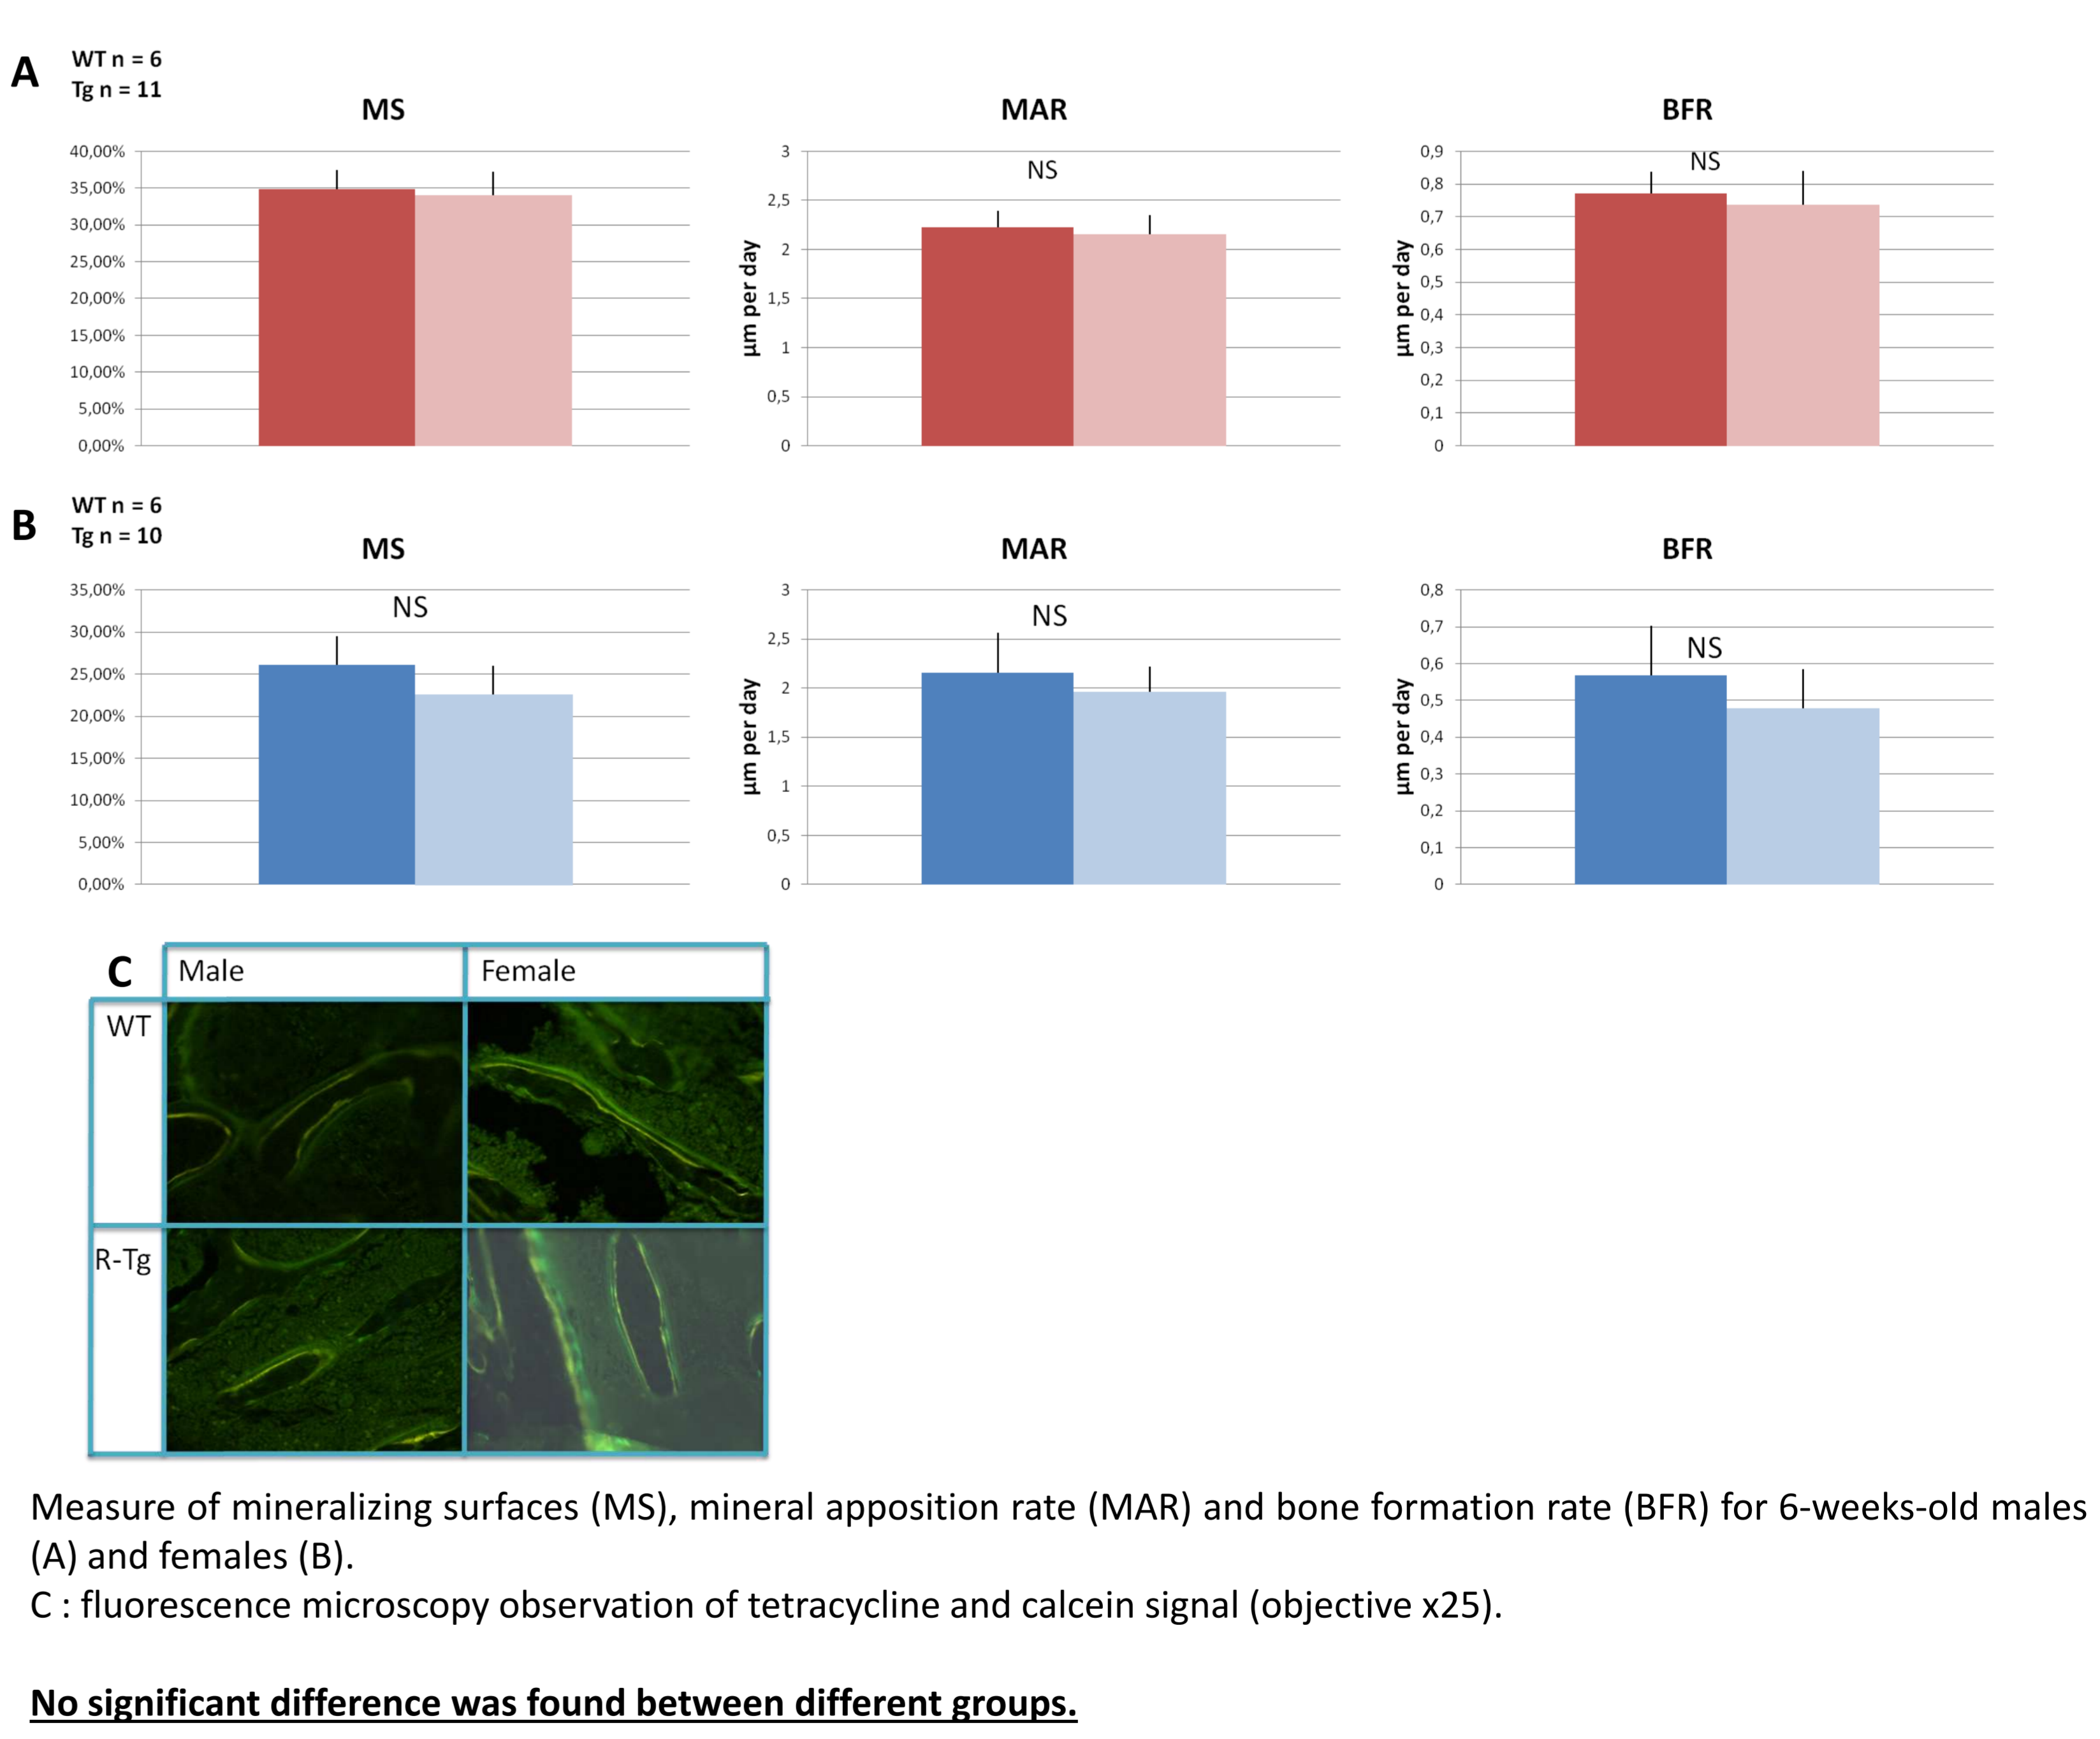 A
WT n = 6
Tg n = 11
MS
40,00%
35,00%
30,00%
25,00%
20,00%
15,00%
10,00%
5,00%
0,00%
MAR
NS
µm per day
3
2,5
2
1,5
1
0,5
0
BFR
NS
µm per day
0,9
0,8
0,7
0,6
0,5
0,4
0,3
0,2
0,1
0
B
WT n = 6
Tg n = 10
MS
NS
35,00%
30,00%
25,00%
20,00%
15,00%
10,00%
5,00%
0,00%
MAR
NS
µm per day
3
2,5
2
1,5
1
0,5
0
BFR
NS
µm per day
0,8
0,7
0,6
0,5
0,4
0,3
0,2
0,1
0
C
Male
Female
WT
R-Tg
Measure of mineralizing surfaces (MS), mineral apposition rate (MAR) and bone formation rate (BFR) for 6-weeks-old males
(A) and females (B).
C : fluorescence microscopy observation of tetracycline and calcein signal (objective x25).
No significant difference was found between different groups.